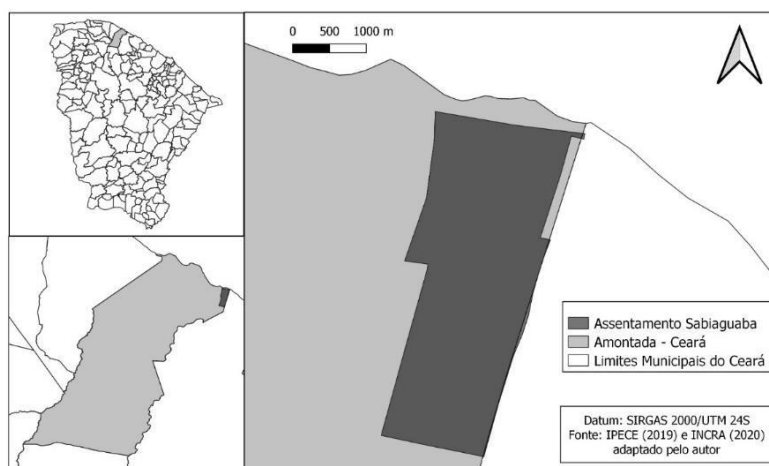 0 500 1000 m
Assentamento Sabiaguaba
Amontada - Ceará
Limites Municipais do Ceará
Datum: SIRGAS 2000/UTM 24S
Fonte: IPECE (2019) e INCRA (2020)
adaptado pelo autor